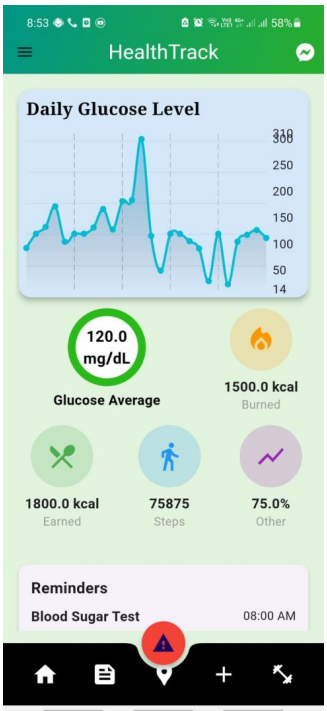 8:53 58%
HealthTrack
Daily Glucose Level
310
300
250
200
150
100
50
14
120.0
mg/dL
Glucose Average
1500.0 kcal
Burned
1800.0 kcal
Earned
75875
Steps
75.0%
Other
Reminders
Blood Sugar Test 08:00 AM